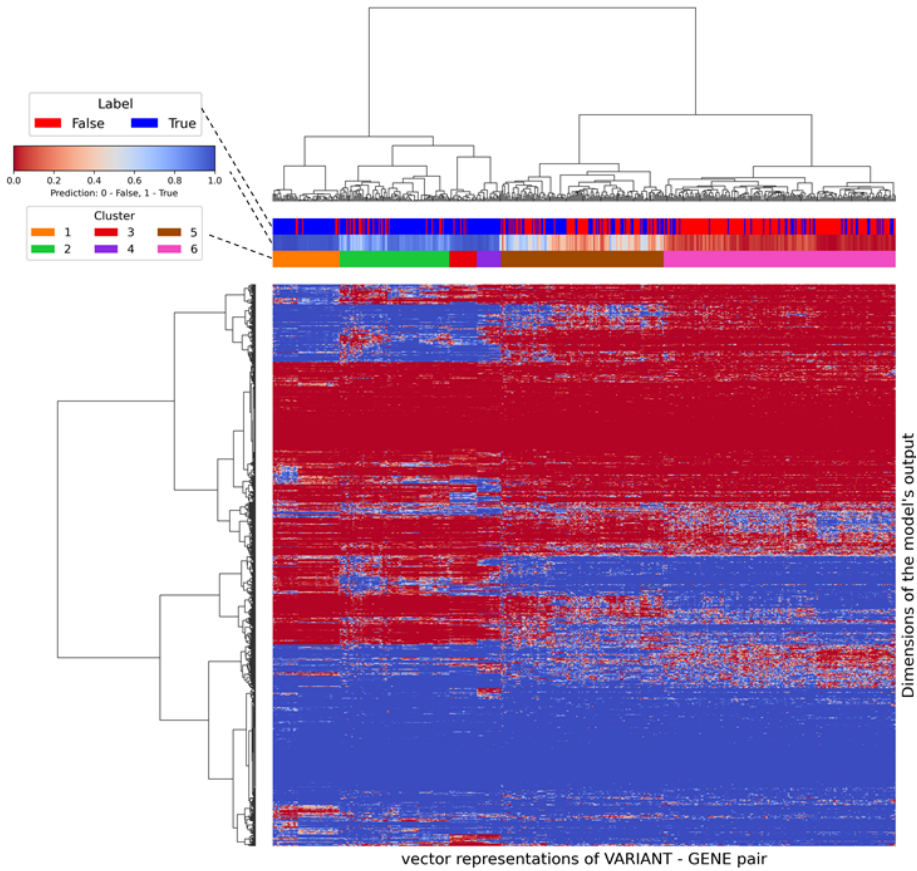 Label
False True
0.0 0.2 0.4 0.6 0.8 1.0
Prediction: 0 - False, 1 - True
Cluster
1 3 5
2 4 6
Dimensions of the model's output
vector representations of VARIANT - GENE pair